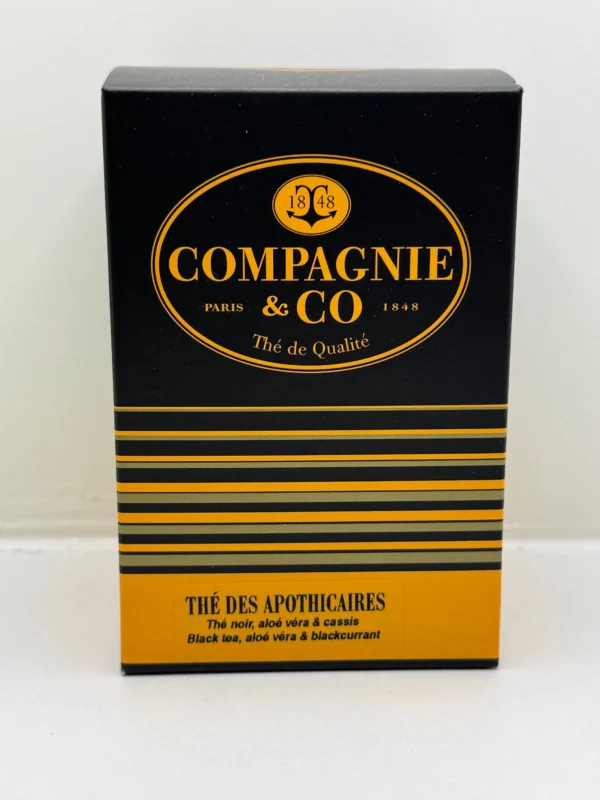 18 48
COMPAGNIE
PARIS & CO 1848
Thé de Qualité
THÉ DES APOTHICAIRES
Thé noir, aloé véra & cassis
Black tea, aloé véra & blackcurrant